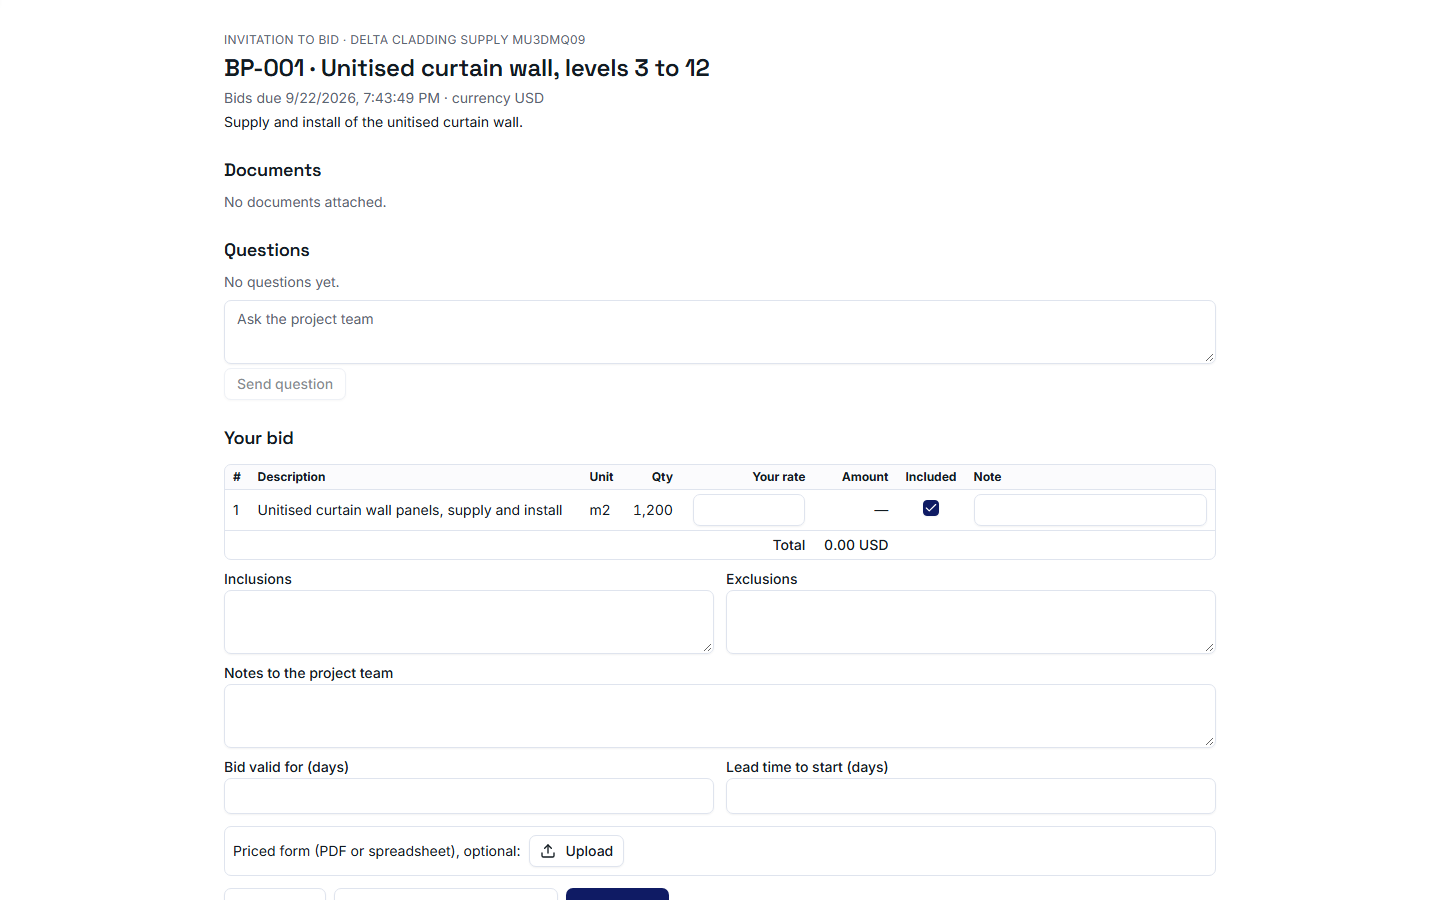 INVITATION TO BID · DELTA CLADDING SUPPLY MU3DMQ09
BP-001 · Unitised curtain wall, levels 3 to 12
Bids due 9/22/2026, 7:43:49 PM · currency USD
Supply and install of the unitised curtain wall.
Documents
No documents attached.
Questions
No questions yet.
Ask the project team
Send question
Your bid
# Description Unit Qty Your rate Amount Included Note
1 Unitised curtain wall panels, supply and install m2 1,200 —
Total 0.00 USD
Inclusions Exclusions
Notes to the project team
Bid valid for (days) Lead time to start (days)
Priced form (PDF or spreadsheet), optional: Upload